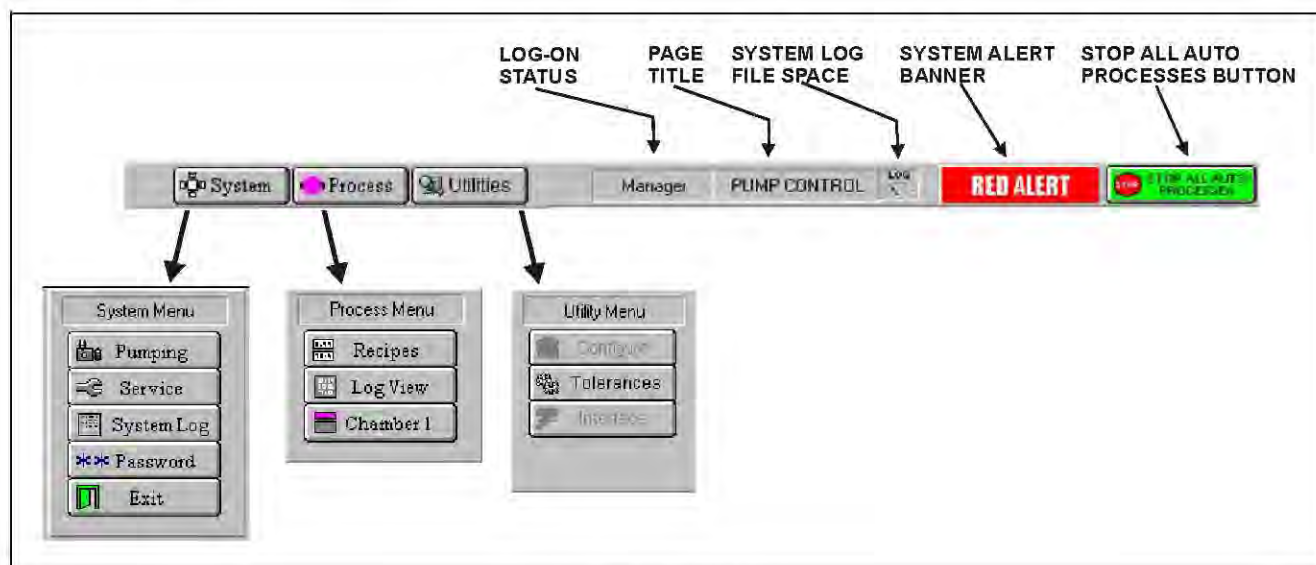 LOG-ON STATUS
PAGE TITLE
SYSTEM LOG FILE SPACE
SYSTEM ALERT BANNER
STOP ALL AUTO PROCESSES BUTTON
System
Process
Utilities
Manager
PUMP CONTROL
LOG
RED ALERT
STOP
STOP ALL AUTO PROCESSES
System Menu
Pumping
Service
System Log
** Password
Exit
Process Menu
Recipes
Log View
Chamber 1
Utility Menu
Configure
Tolerances
Interface